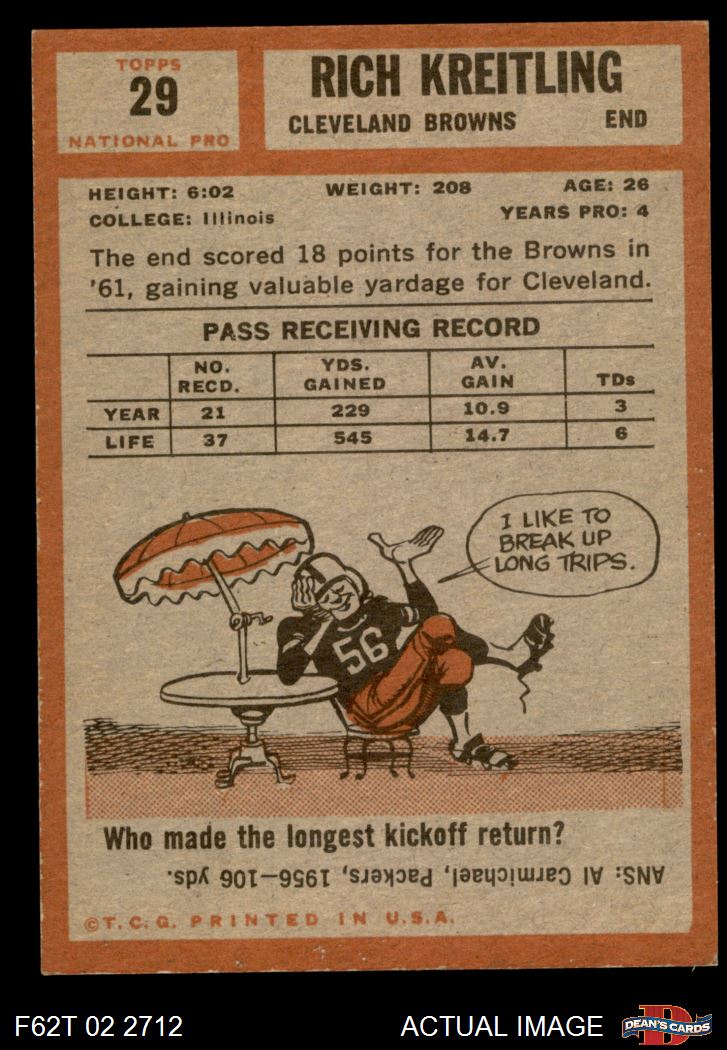 TOPPS
29
NATIONAL PRO
RICH KREITLING
CLEVELAND BROWNS END
HEIGHT: 6:02 WEIGHT: 208 AGE: 26
COLLEGE: Illinois YEARS PRO: 4
The end scored 18 points for the Browns in
'61, gaining valuable yardage for Cleveland.
PASS RECEIVING RECORD
NO. RECD. YDS. GAINED AV. GAIN TDs
YEAR 21 229 10.9 3
LIFE 37 545 14.7 6
I LIKE TO
BREAK UP
LONG TRIPS.
56
Who made the longest kickoff return?
ANS: Al Carmichael, Packers, 1956—106 yds.
©T.C.G. PRINTED IN U.S.A.
F62T 02 2712 ACTUAL IMAGE
D
DEAN'S CARDS